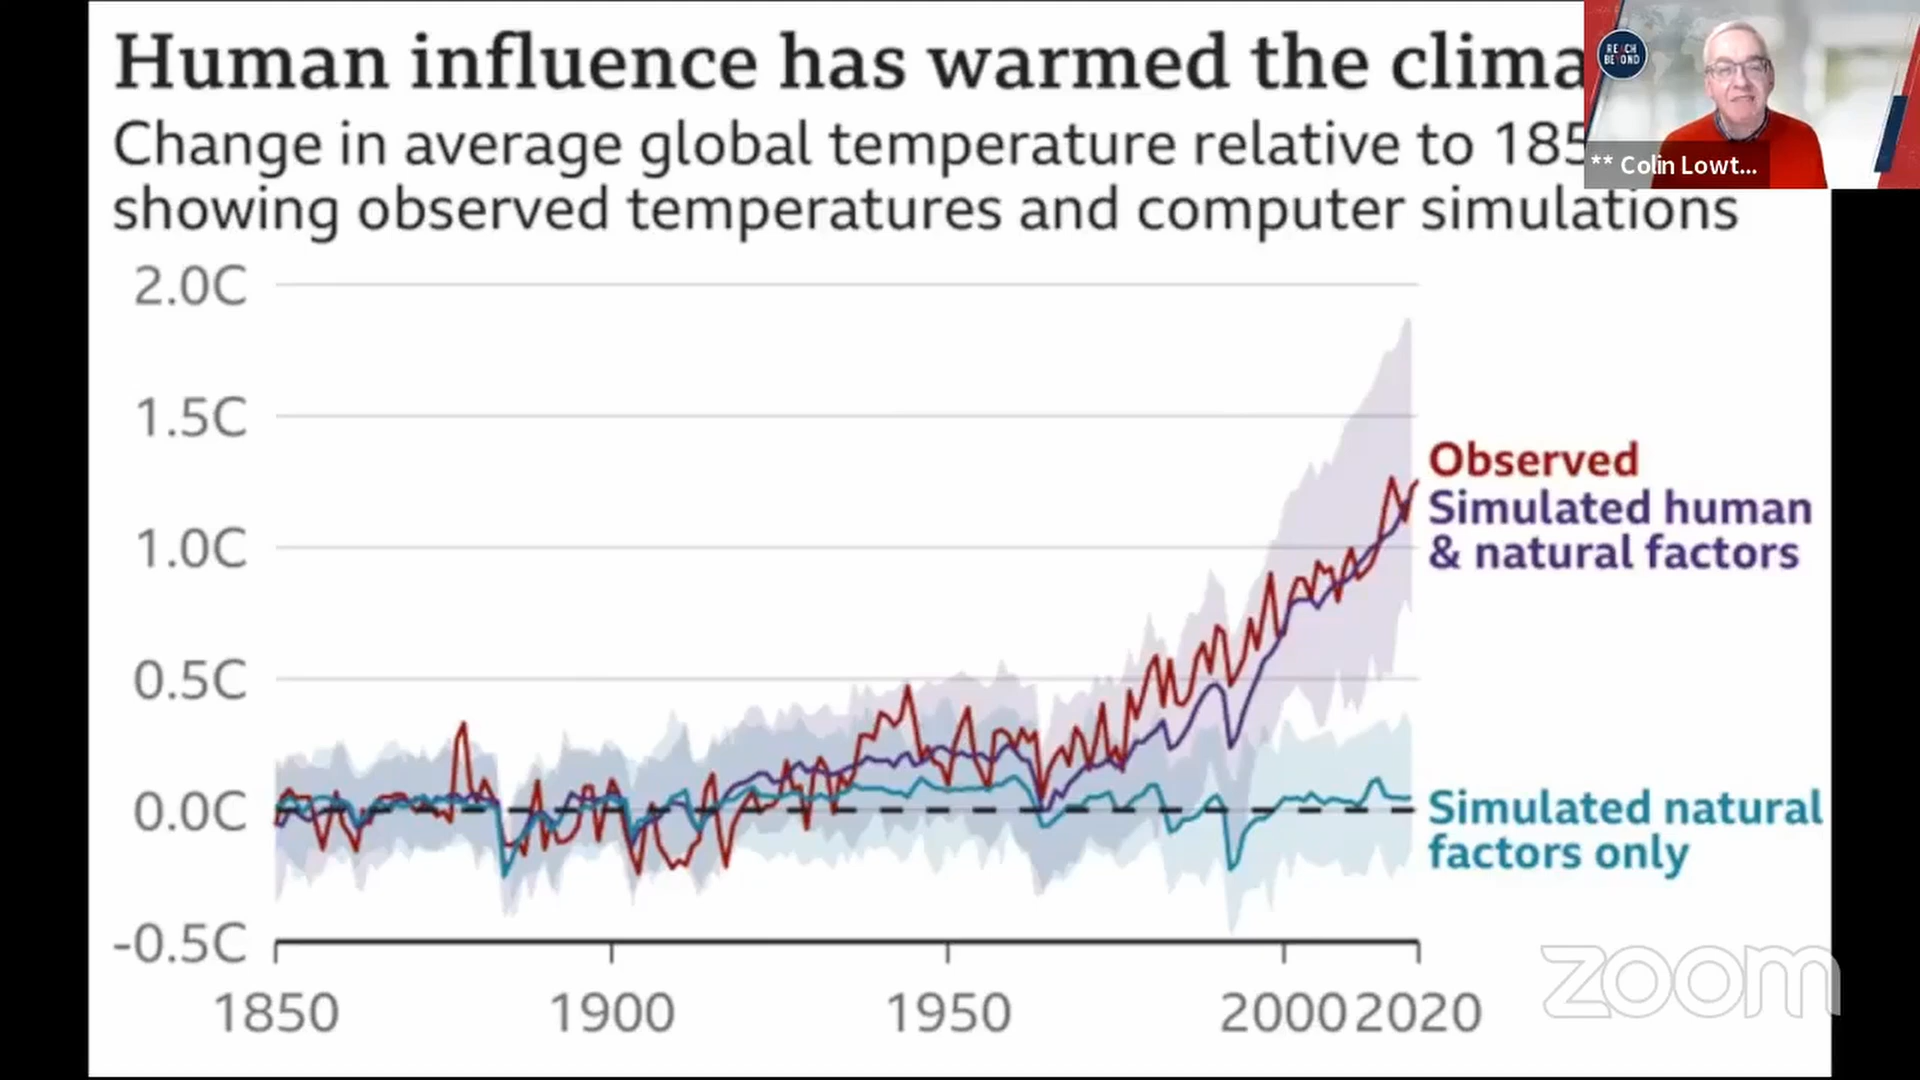 Human influence has warmed the clima
Change in average global temperature relative to 185
showing observed temperatures and computer simulations
REACH
BEYOND
** Colin Lowt...
2.0C
1.5C
1.0C
0.5C
0.0C
-0.5C
Observed
Simulated human
& natural factors
Simulated natural
factors only
1850
1900
1950
2000
2020
zoom